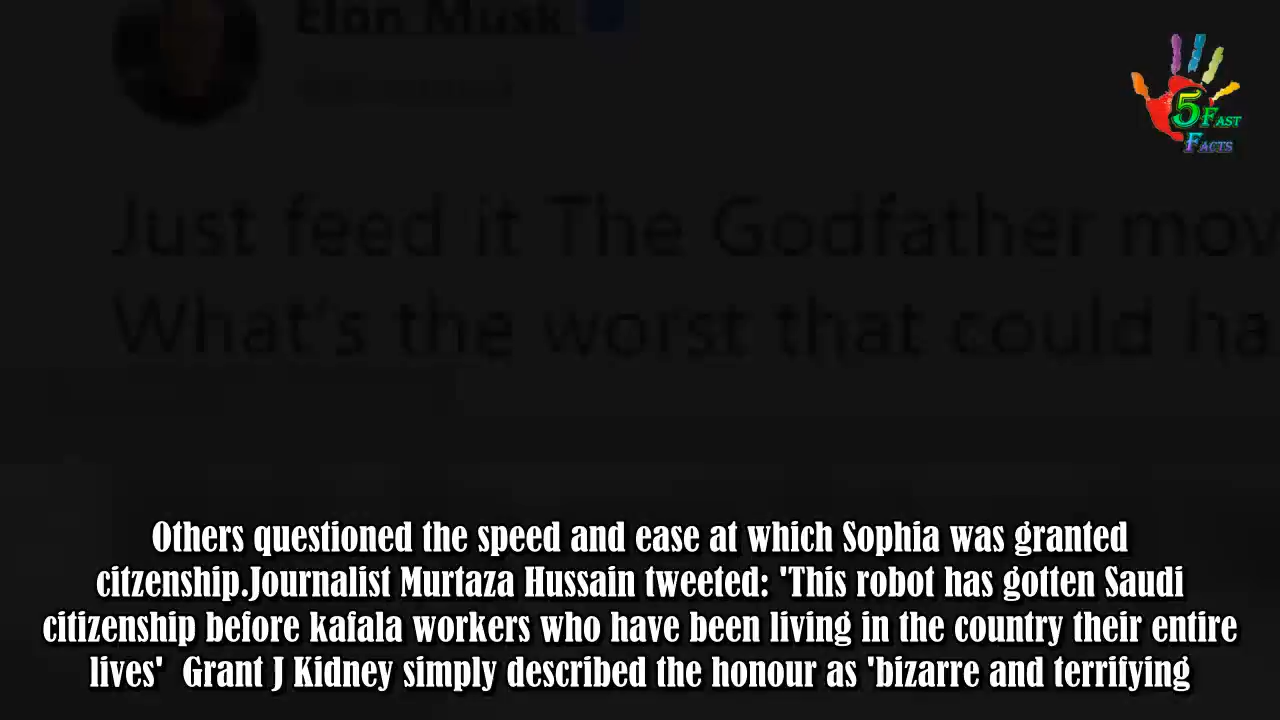 Elon Musk
5 FAST
FACTS
Just feed it The Godfather mov
What's the worst that could ha
Others questioned the speed and ease at which Sophia was granted
citzenship.Journalist Murtaza Hussain tweeted: 'This robot has gotten Saudi
citizenship before kafala workers who have been living in the country their entire
lives'  Grant J Kidney simply described the honour as 'bizarre and terrifying